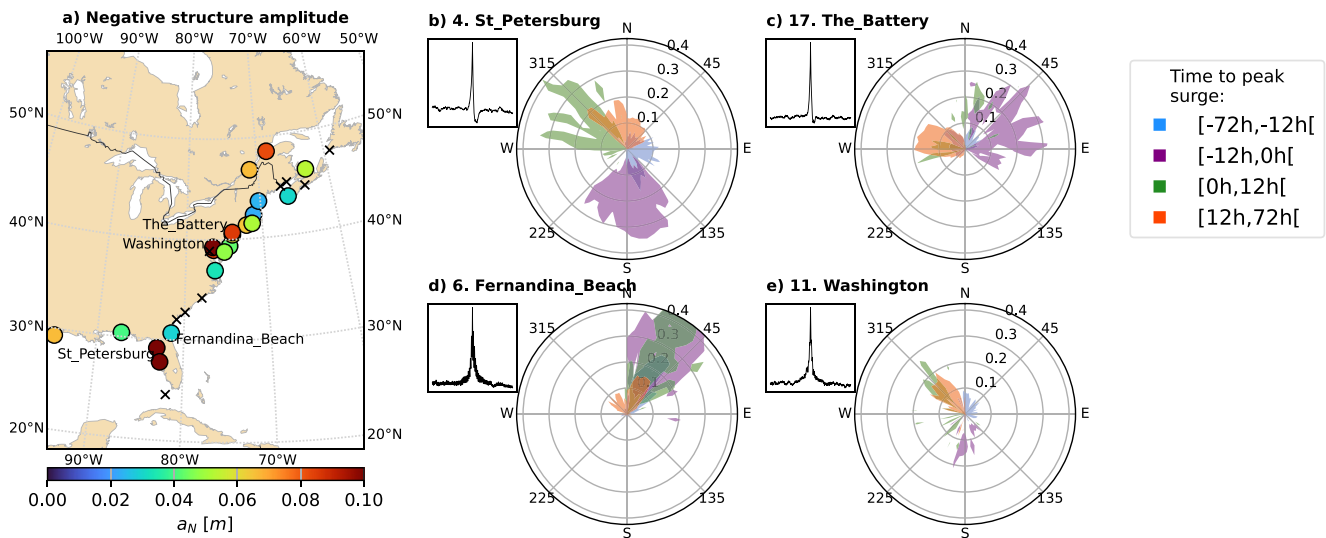 a) Negative structure amplitude
100°W 90°W 80°W 70°W 60°W 50°W
50°N
50°N
40°N
40°N
30°N
30°N
20°N
20°N
The_Battery
Washington
Fernandina_Beach
St_Petersburg
90°W 80°W 70°W
0.00 0.02 0.04 0.06 0.08 0.10
a_N [m]
b) 4. St_Petersburg
N
45
E
135
S
225
W
315
0.1
0.2
0.3
0.4
c) 17. The_Battery
N
45
E
135
S
225
W
315
0.1
0.2
0.3
0.4
d) 6. Fernandina_Beach
N
45
E
135
S
225
W
315
0.1
0.2
0.3
0.4
e) 11. Washington
N
45
E
135
S
225
W
315
0.1
0.2
0.3
0.4
Time to peak
surge:
[-72h,-12h[
[-12h,0h[
[0h,12h[
[12h,72h[